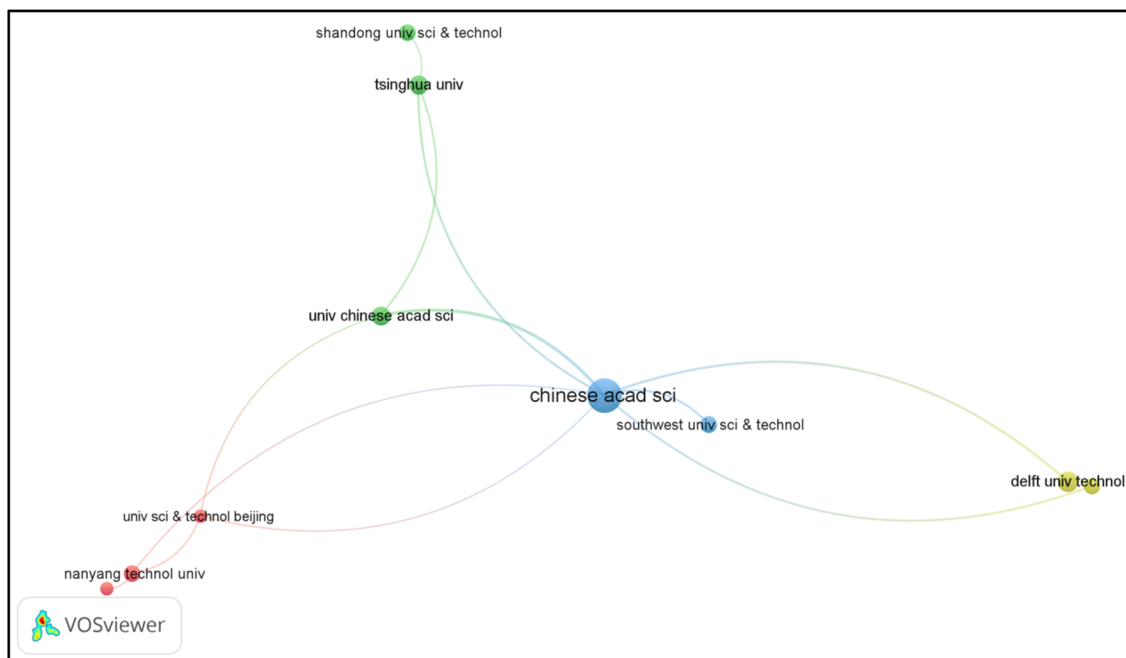 shandong univ sci & technol
tsinghua univ
univ chinese acad sci
chinese acad sci
southwest univ sci & technol
delft univ technol
univ sci & technol beijing
nanyang technol univ
VOSviewer